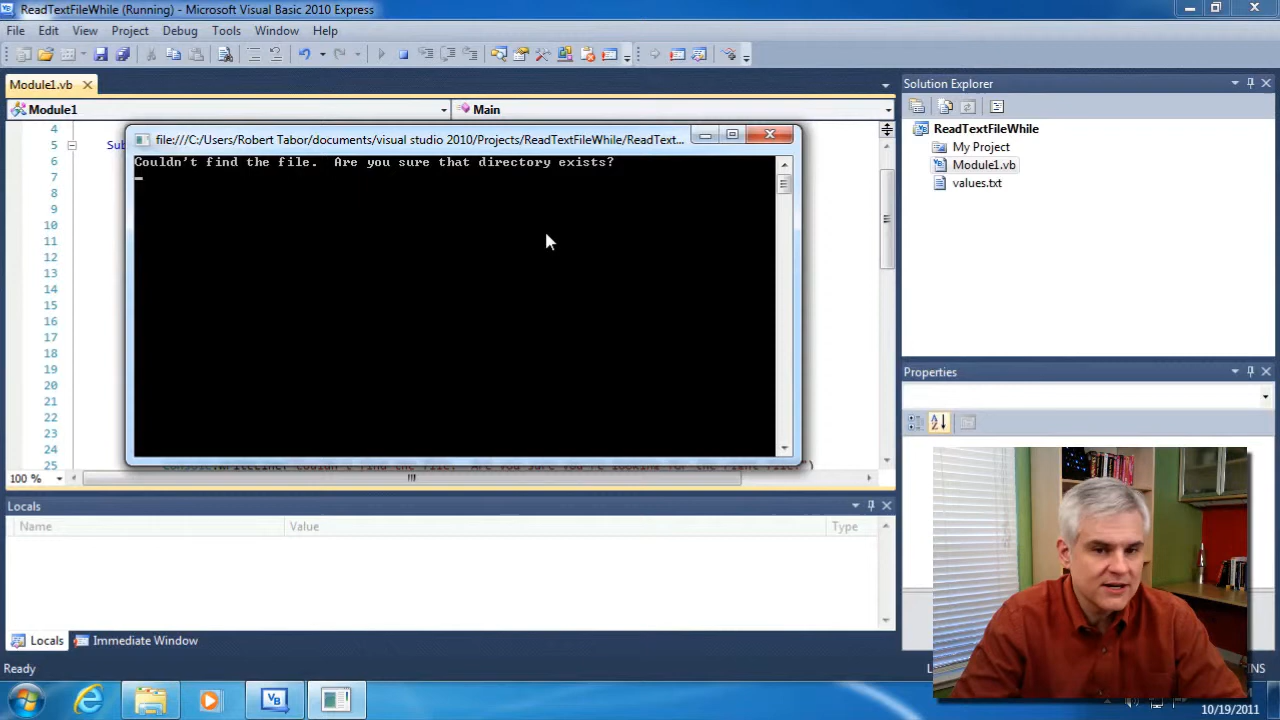 ReadTextFileWhile (Running) - Microsoft Visual Basic 2010 Express
File Edit View Project Debug Tools Window Help
Module1.vb
Module1
Main
4
5 Sub
6
7
8
9
10
11
12
13
14
15
16
17
18
19
20
21
22
23
24
25
file:///C:/Users/Robert Tabor/documents/visual studio 2010/Projects/ReadTextFileWhile/ReadText...
Couldn't find the file. Are you sure that directory exists?
100 %
Solution Explorer
ReadTextFileWhile
My Project
Module1.vb
values.txt
Properties
Locals
Name Value Type
Locals Immediate Window
Ready
10/19/2011